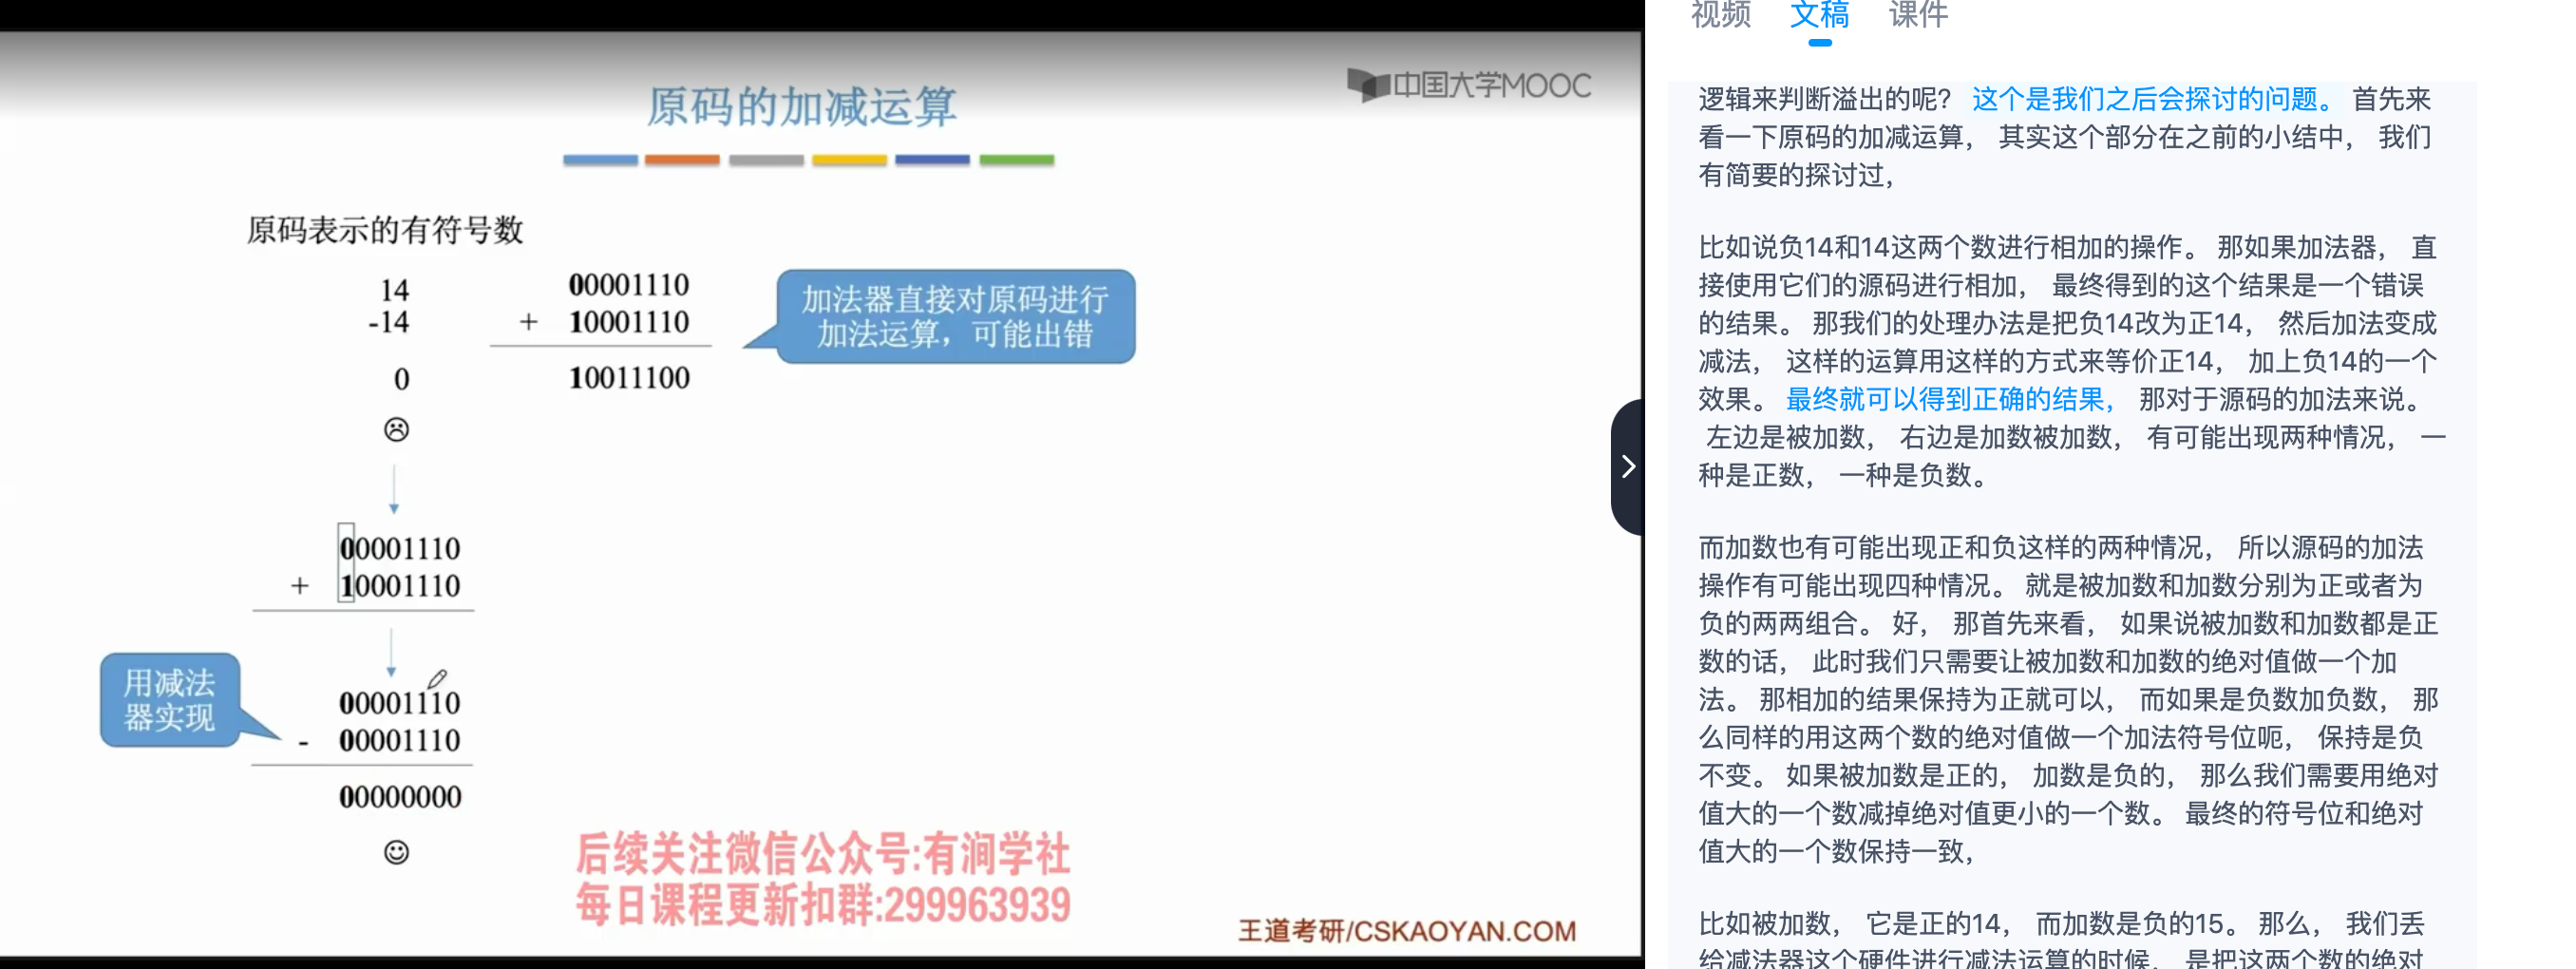 中国大学MOOC
原码的加减运算
原码表示的有符号数
14
-14
0
00001110
+ 10001110
10011100
加法器直接对原码进行
加法运算，可能出错
00001110
+ 10001110
用减法
器实现
00001110
- 00001110
00000000
后续关注微信公众号:有涧学社
每日课程更新扣群:299963939
王道考研/CSKAOYAN.COM
视频 文稿 课件
逻辑来判断溢出的呢? 这个是我们之后会探讨的问题。 首先来
看一下原码的加减运算， 其实这个部分在之前的小结中， 我们
有简要的探讨过，
比如说负14和14这两个数进行相加的操作。 那如果加法器， 直
接使用它们的源码进行相加， 最终得到的这个结果是一个错误
的结果。 那我们的处理办法是把负14改为正14， 然后加法变成
减法， 这样的运算用这样的方式来等价正14， 加上负14的一个
效果。 最终就可以得到正确的结果， 那对于源码的加法来说。
左边是被加数， 右边是加数被加数， 有可能出现两种情况， 一
种是正数， 一种是负数。
而加数也有可能出现正和负这样的两种情况， 所以源码的加法
操作有可能出现四种情况。 就是被加数和加数分别为正或者为
负的两两组合。 好， 那首先来看， 如果说被加数和加数都是正
数的话， 此时我们只需要让被加数和加数的绝对值做一个加
法。 那相加的结果保持为正就可以， 而如果是负数加负数， 那
么同样的用这两个数的绝对值做一个加法符号位呃， 保持是负
不变。 如果被加数是正的， 加数是负的， 那么我们需要用绝对
值大的一个数减掉绝对值更小的一个数。 最终的符号位和绝对
值大的一个数保持一致，
比如被加数， 它是正的14， 而加数是负的15。 那么， 我们丢
给减法器这个硬件进行减法运算的时候， 是把这两个数的绝对